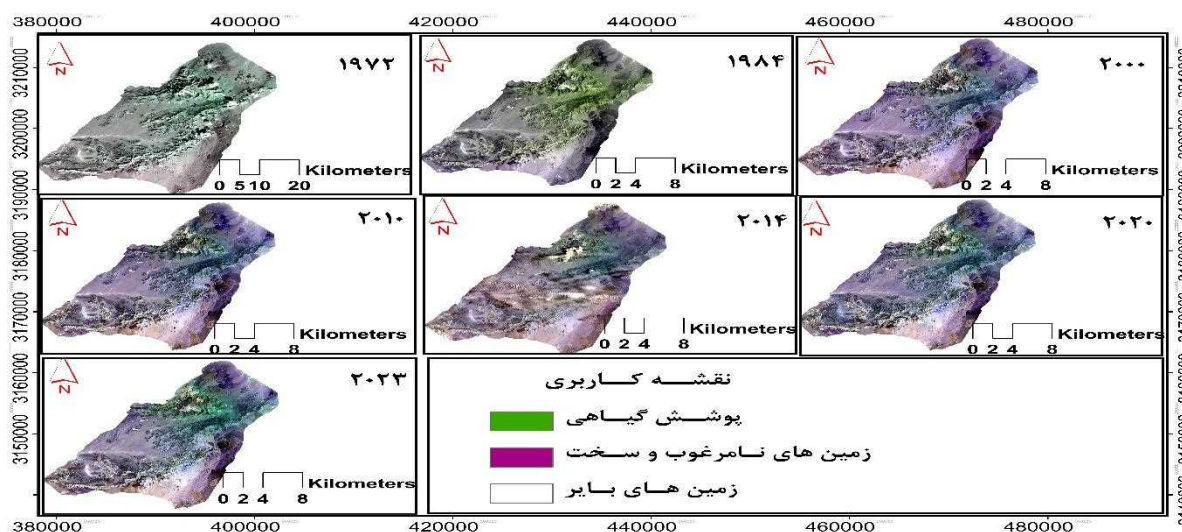 380000 400000 420000 440000 460000 480000
3210000
3200000
3190000
3180000
3170000
3160000
3150000
۱۹۷۲
N
Kilometers
0 5 10 20
۱۹۸۴
N
Kilometers
0 2 4 8
۲۰۰۰
N
Kilometers
0 2 4 8
۲۰۱۰
N
Kilometers
0 2 4 8
۲۰۱۴
N
Kilometers
0 2 4 8
۲۰۲۰
N
Kilometers
0 2 4 8
۲۰۲۳
N
Kilometers
0 2 4 8
نقشه کاربری
پوشش گیاهی
زمین های نامرغوب و سخت
زمین های بایر
3170000
380000 400000 420000 440000 460000 480000